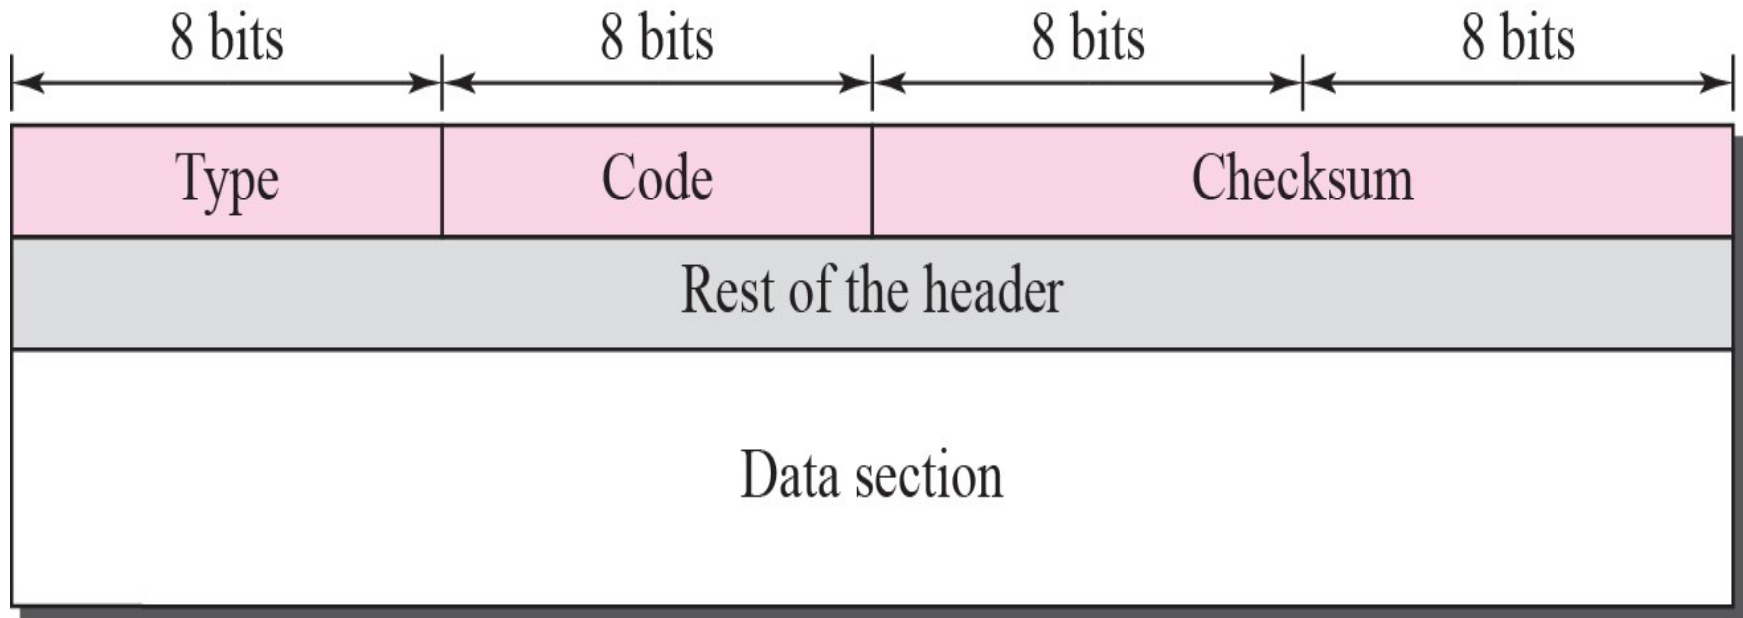 8 bits 8 bits 8 bits 8 bits
Type Code Checksum
Rest of the header
Data section